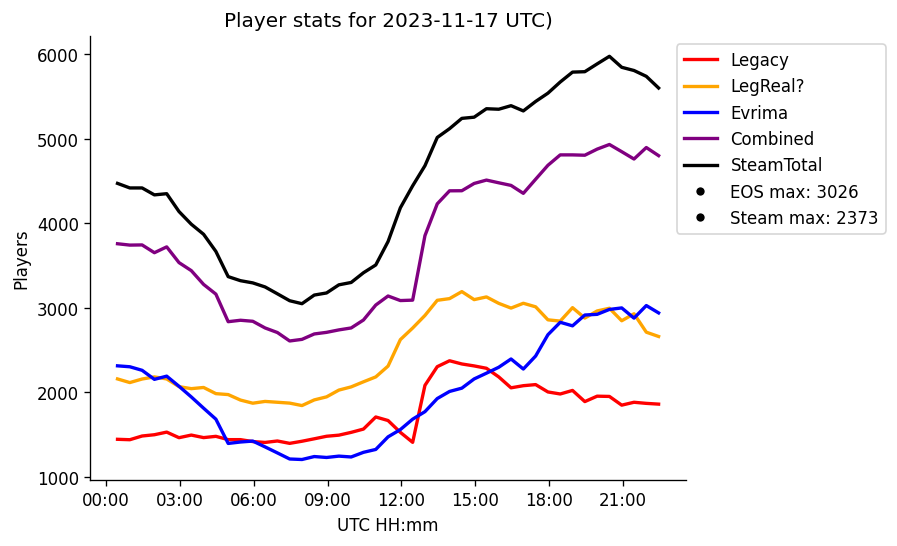 Player stats for 2023-11-17 UTC)
6000
5000
4000
3000
2000
1000
Players
00:00 03:00 06:00 09:00 12:00 15:00 18:00 21:00
UTC HH:mm
Legacy
LegReal?
Evrima
Combined
SteamTotal
EOS max: 3026
Steam max: 2373